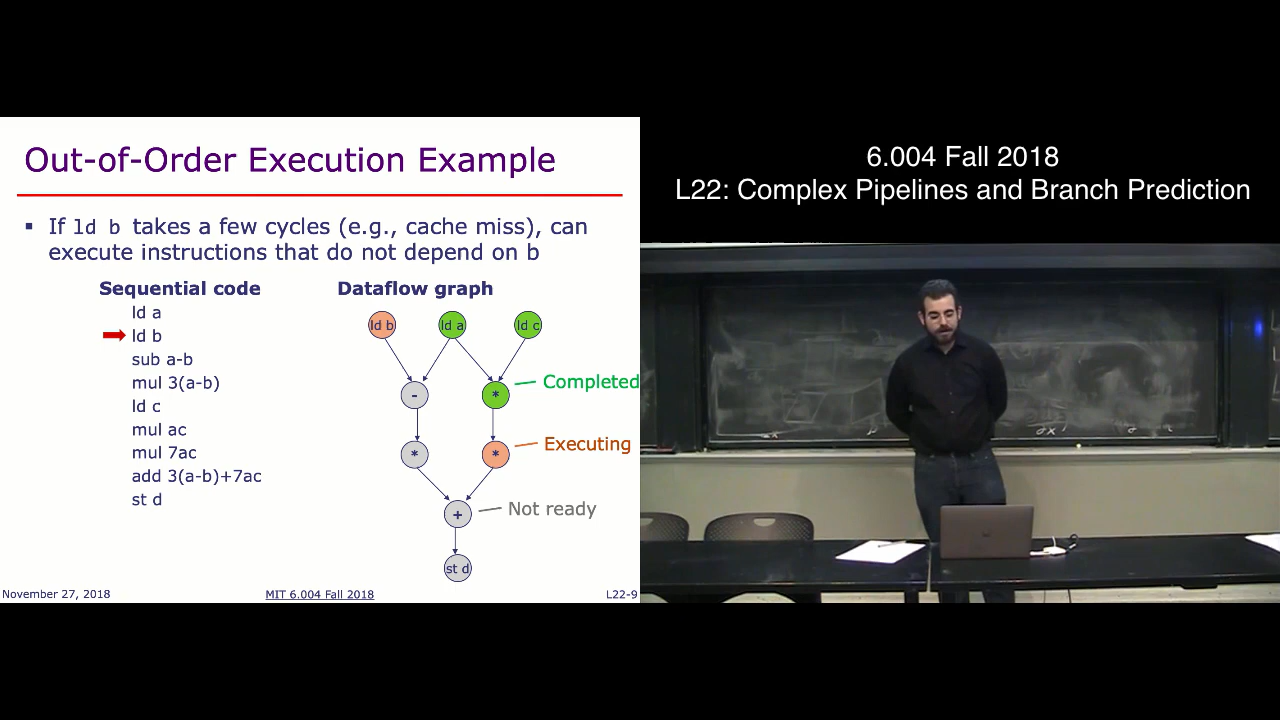 Out-of-Order Execution Example
▪ If ld b takes a few cycles (e.g., cache miss), can
execute instructions that do not depend on b
Sequential code
ld a
ld b
sub a-b
mul 3(a-b)
ld c
mul ac
mul 7ac
add 3(a-b)+7ac
st d
Dataflow graph
ld b
ld a
ld c
-
*
Completed
*
*
Executing
+
Not ready
st d
November 27, 2018
MIT 6.004 Fall 2018
L22-9
6.004 Fall 2018
L22: Complex Pipelines and Branch Prediction